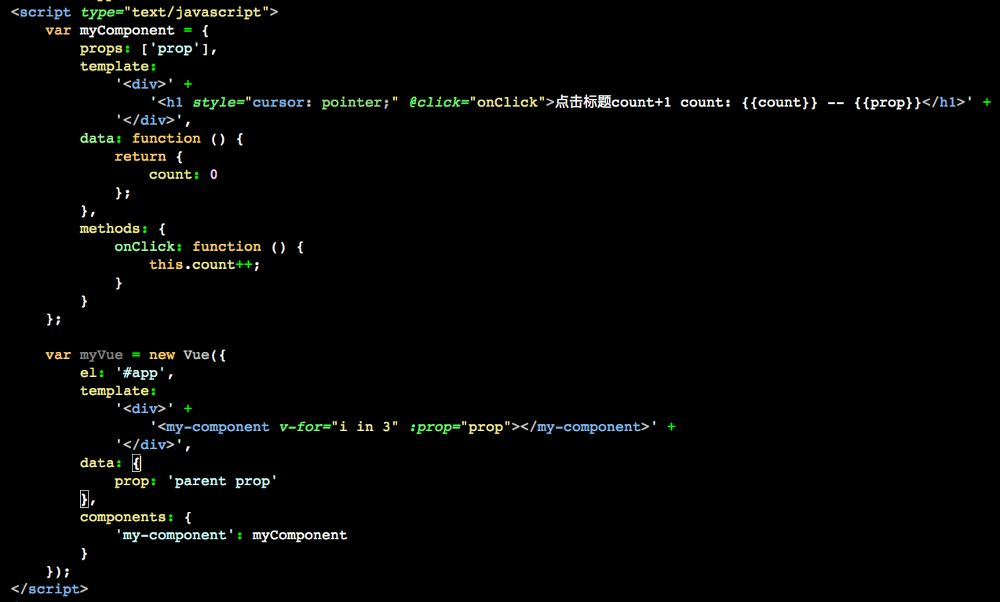 <script type="text/javascript">
    var myComponent = {
        props: ['prop'],
        template:
            '<div>' +
                '<h1 style="cursor: pointer;" @click="onClick">点击标题count+1 count: {{count}} -- {{prop}}</h1>' +
            '</div>',
        data: function () {
            return {
                count: 0
            };
        },
        methods: {
            onClick: function () {
                this.count++;
            }
        }
    };

    var myVue = new Vue({
        el: '#app',
        template:
            '<div>' +
                '<my-component v-for="i in 3" :prop="prop"></my-component>' +
            '</div>',
        data: {
            prop: 'parent prop'
        },
        components: {
            'my-component': myComponent
        }
    });
</script>